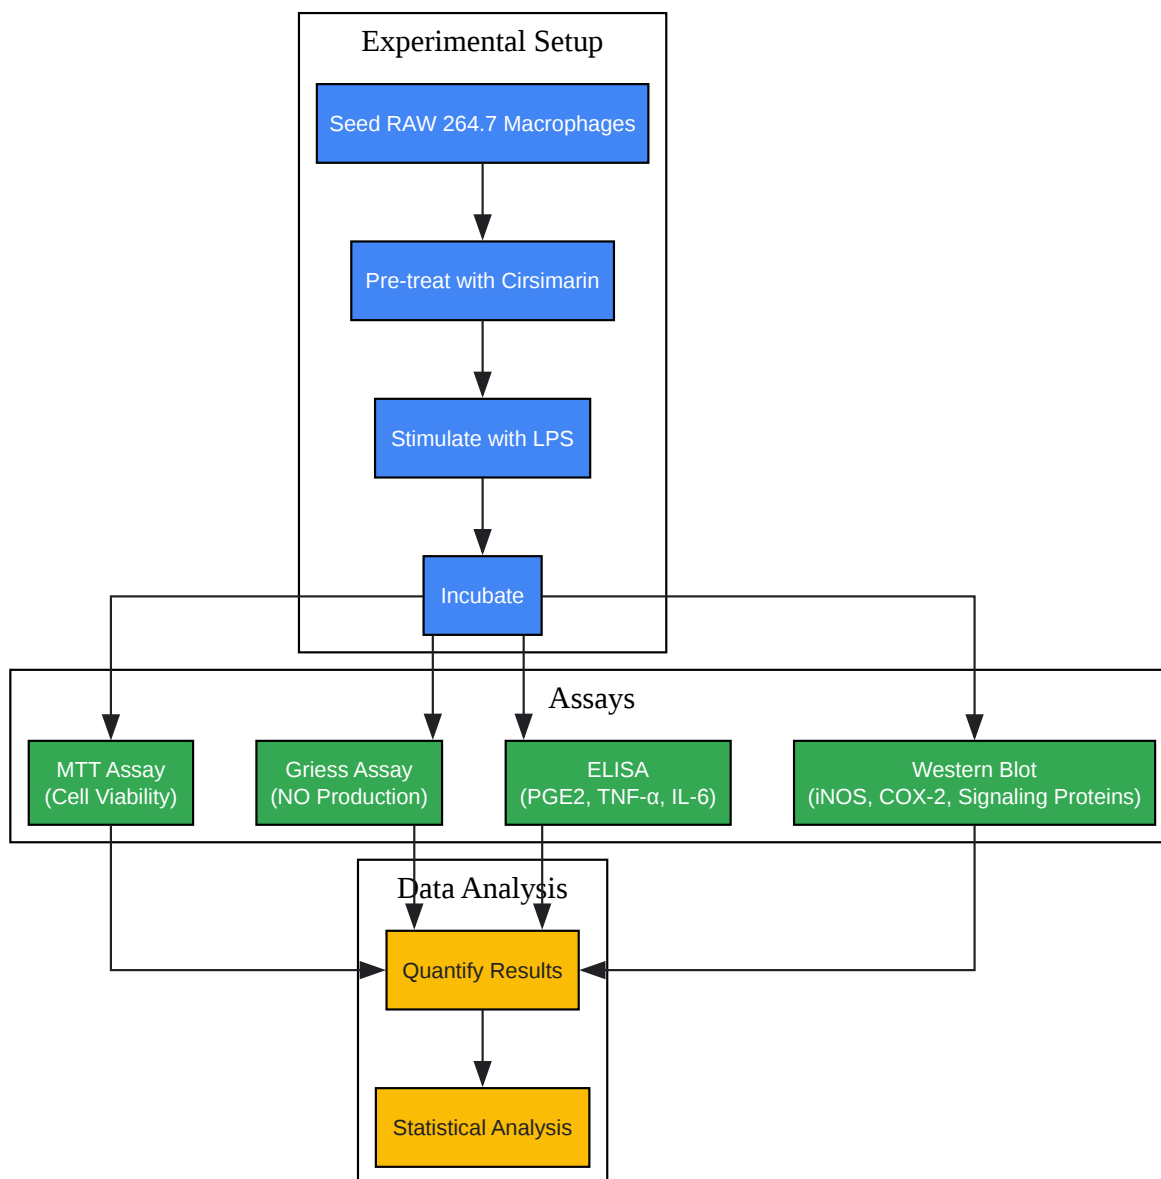 Experimental Setup
Seed RAW 264.7 Macrophages
Pre-treat with Cirsimarin
Stimulate with LPS
Incubate
Assays
MTT Assay
(Cell Viability)
Griess Assay
(NO Production)
ELISA
(PGE2, TNF-α, IL-6)
Western Blot
(iNOS, COX-2, Signaling Proteins)
Data Analysis
Quantify Results
Statistical Analysis